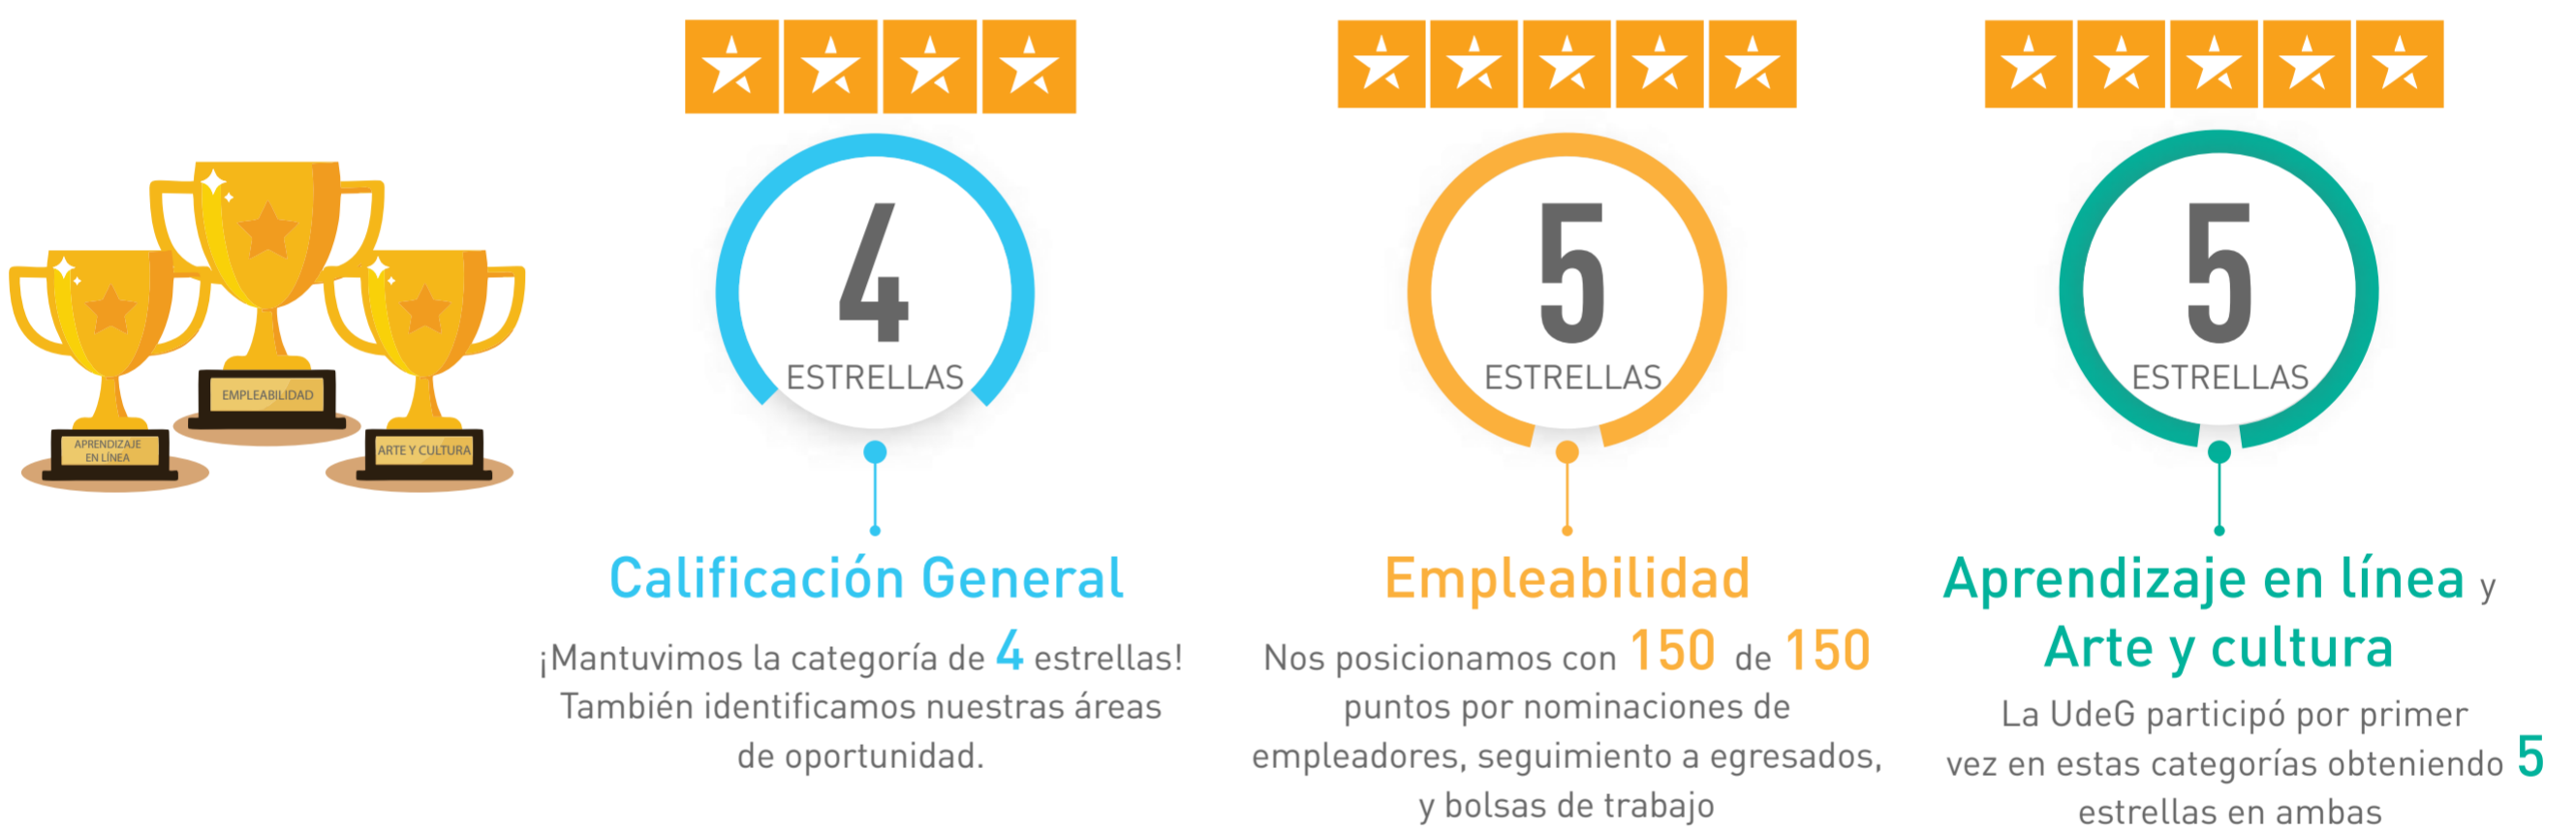 EMPLEABILIDAD
APRENDIZAJE
EN LÍNEA
ARTE Y CULTURA
4
ESTRELLAS
Calificación General
¡Mantuvimos la categoría de 4 estrellas!
También identificamos nuestras áreas
de oportunidad.
5
ESTRELLAS
Empleabilidad
Nos posicionamos con 150 de 150
puntos por nominaciones de
empleadores, seguimiento a egresados,
y bolsas de trabajo
5
ESTRELLAS
Aprendizaje en línea y
Arte y cultura
La UdeG participó por primer
vez en estas categorías obteniendo 5
estrellas en ambas